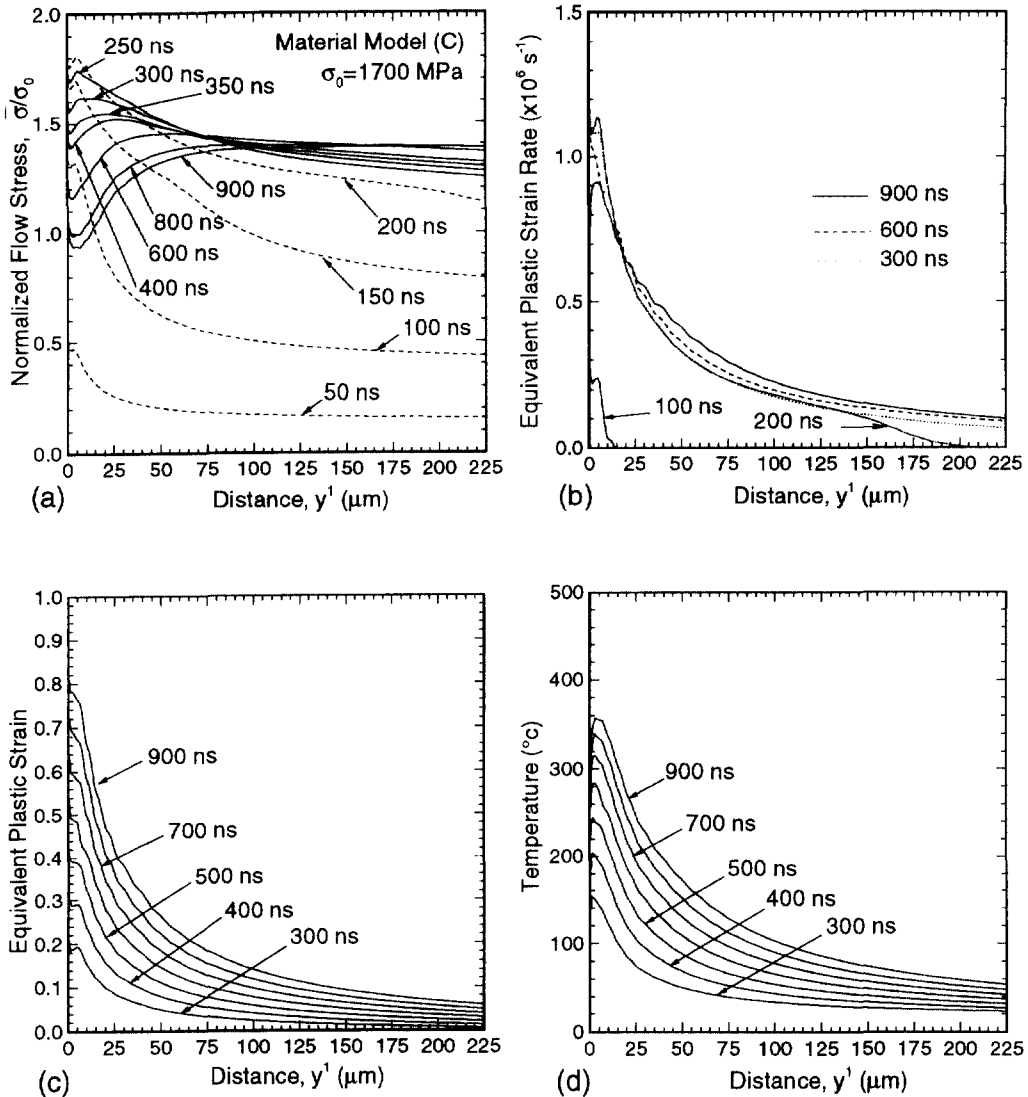 Normalized Flow Stress, σ̄/σ0
2.0
1.5
1.0
0.5
0.0
250 ns
300 ns
350 ns
Material Model (C)
σ0=1700 MPa
900 ns
800 ns
600 ns
400 ns
200 ns
150 ns
100 ns
50 ns
0 25 50 75 100 125 150 175 200 225
(a)
Distance, y¹ (μm)
Equivalent Plastic Strain Rate (x10⁶ s⁻¹)
1.5
1.0
0.5
0.0
900 ns
600 ns
300 ns
100 ns
200 ns
0 25 50 75 100 125 150 175 200 225
(b)
Distance, y¹ (μm)
Equivalent Plastic Strain
1.0
0.9
0.8
0.7
0.6
0.5
0.4
0.3
0.2
0.1
0.0
900 ns
700 ns
500 ns
400 ns
300 ns
0 25 50 75 100 125 150 175 200 225
(c)
Distance, y¹ (μm)
Temperature (°c)
500
400
300
200
100
0
900 ns
700 ns
500 ns
400 ns
300 ns
0 25 50 75 100 125 150 175 200 225
(d)
Distance, y¹ (μm)